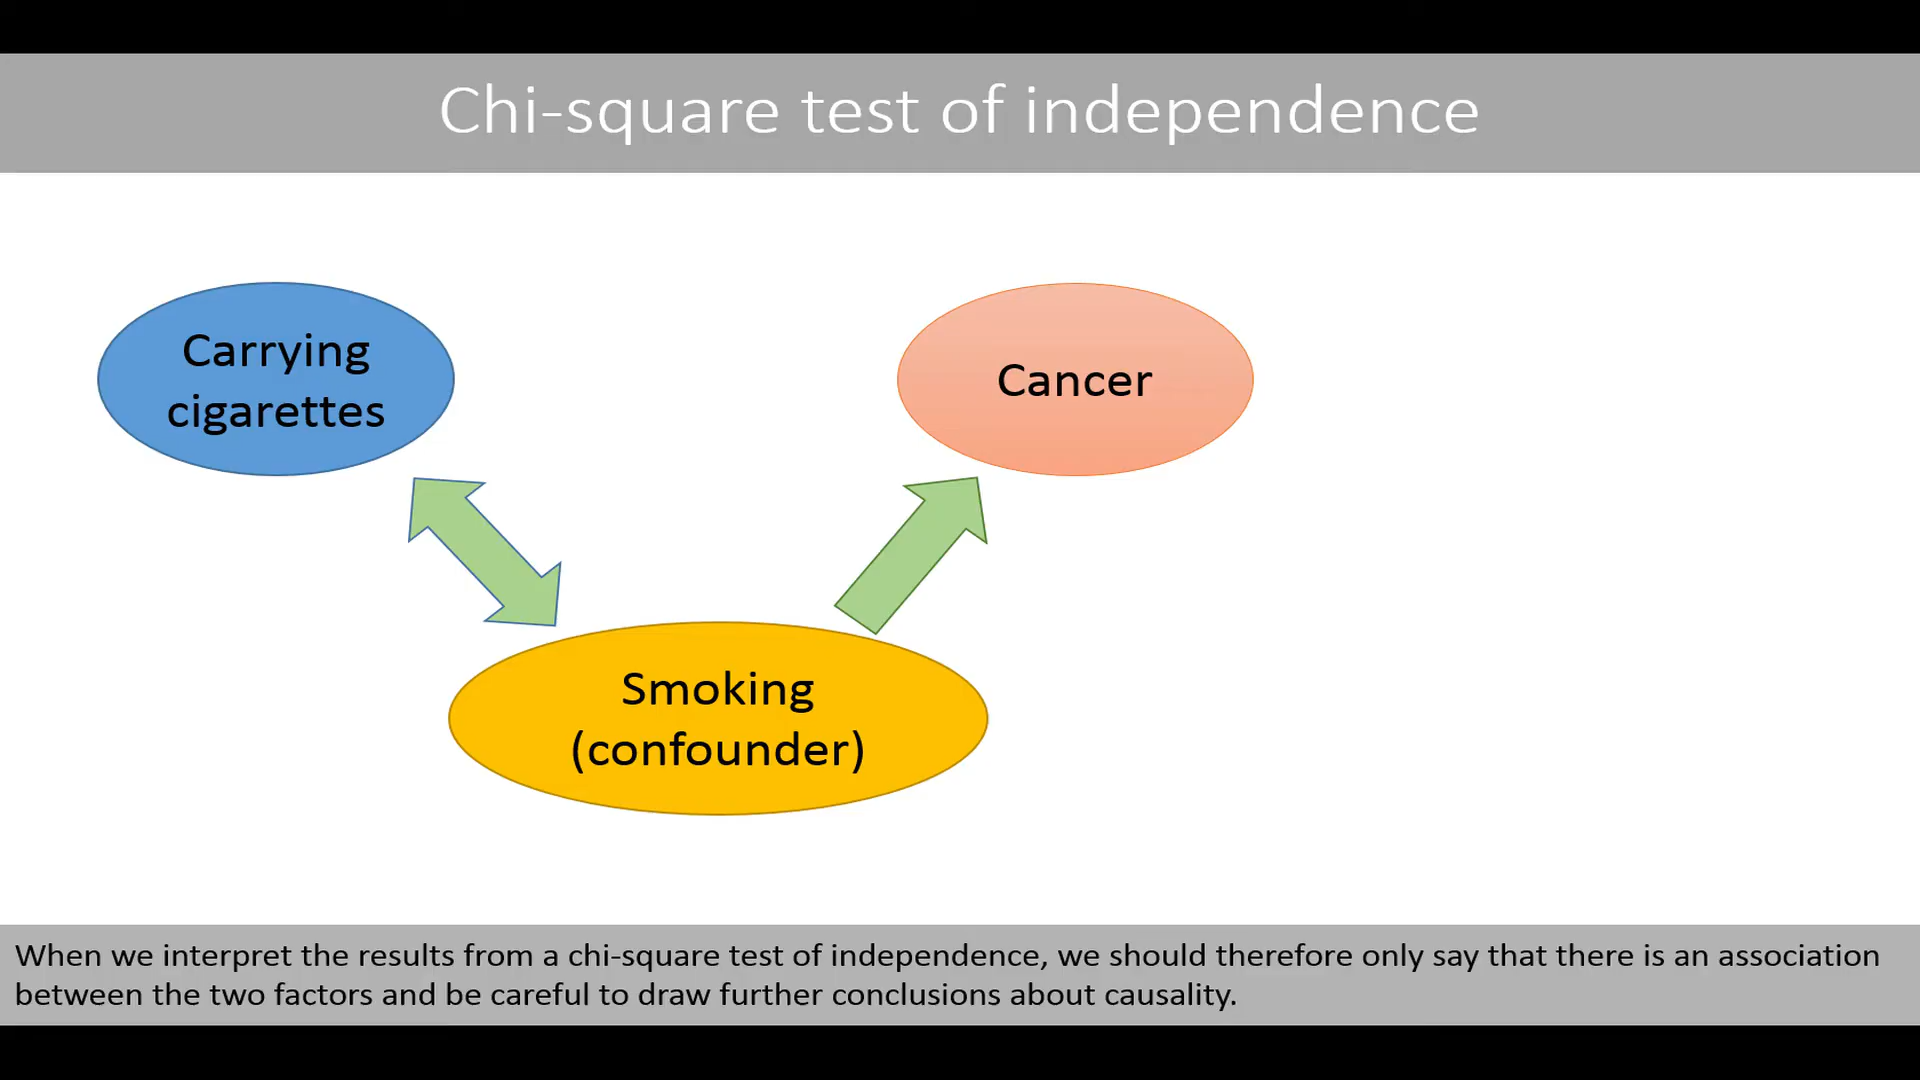 Chi-square test of independence
Carrying
cigarettes
Cancer
Smoking
(confounder)
When we interpret the results from a chi-square test of independence, we should therefore only say that there is an association
between the two factors and be careful to draw further conclusions about causality.